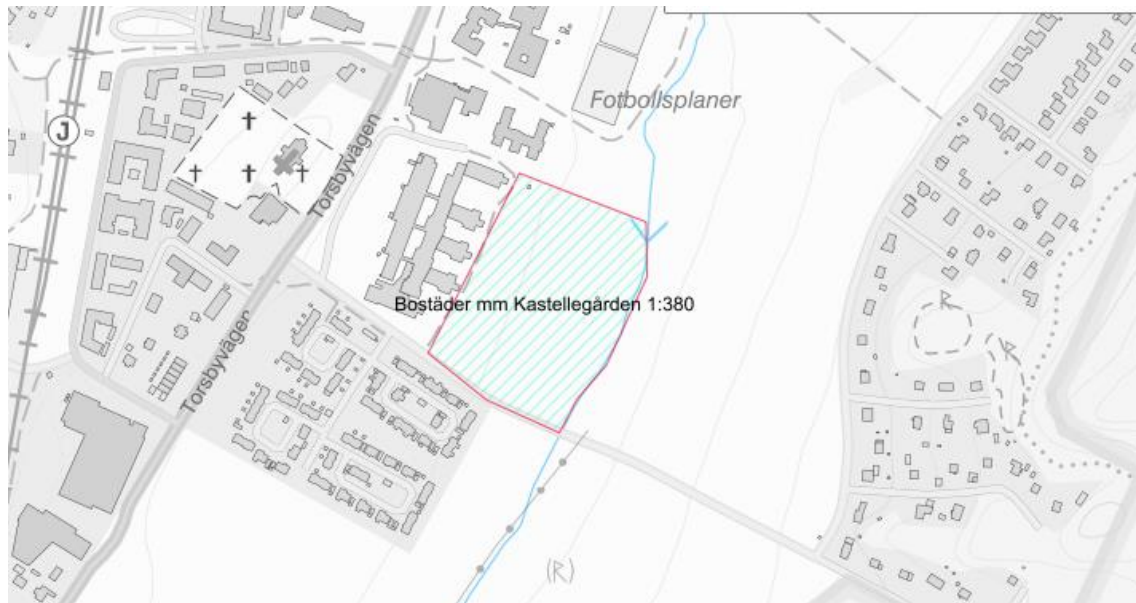 Fotbollsplaner
J
Torsbyvägen
Bostäder mm Kastellegården 1:380
Torsbyvägen
R
R
(R)